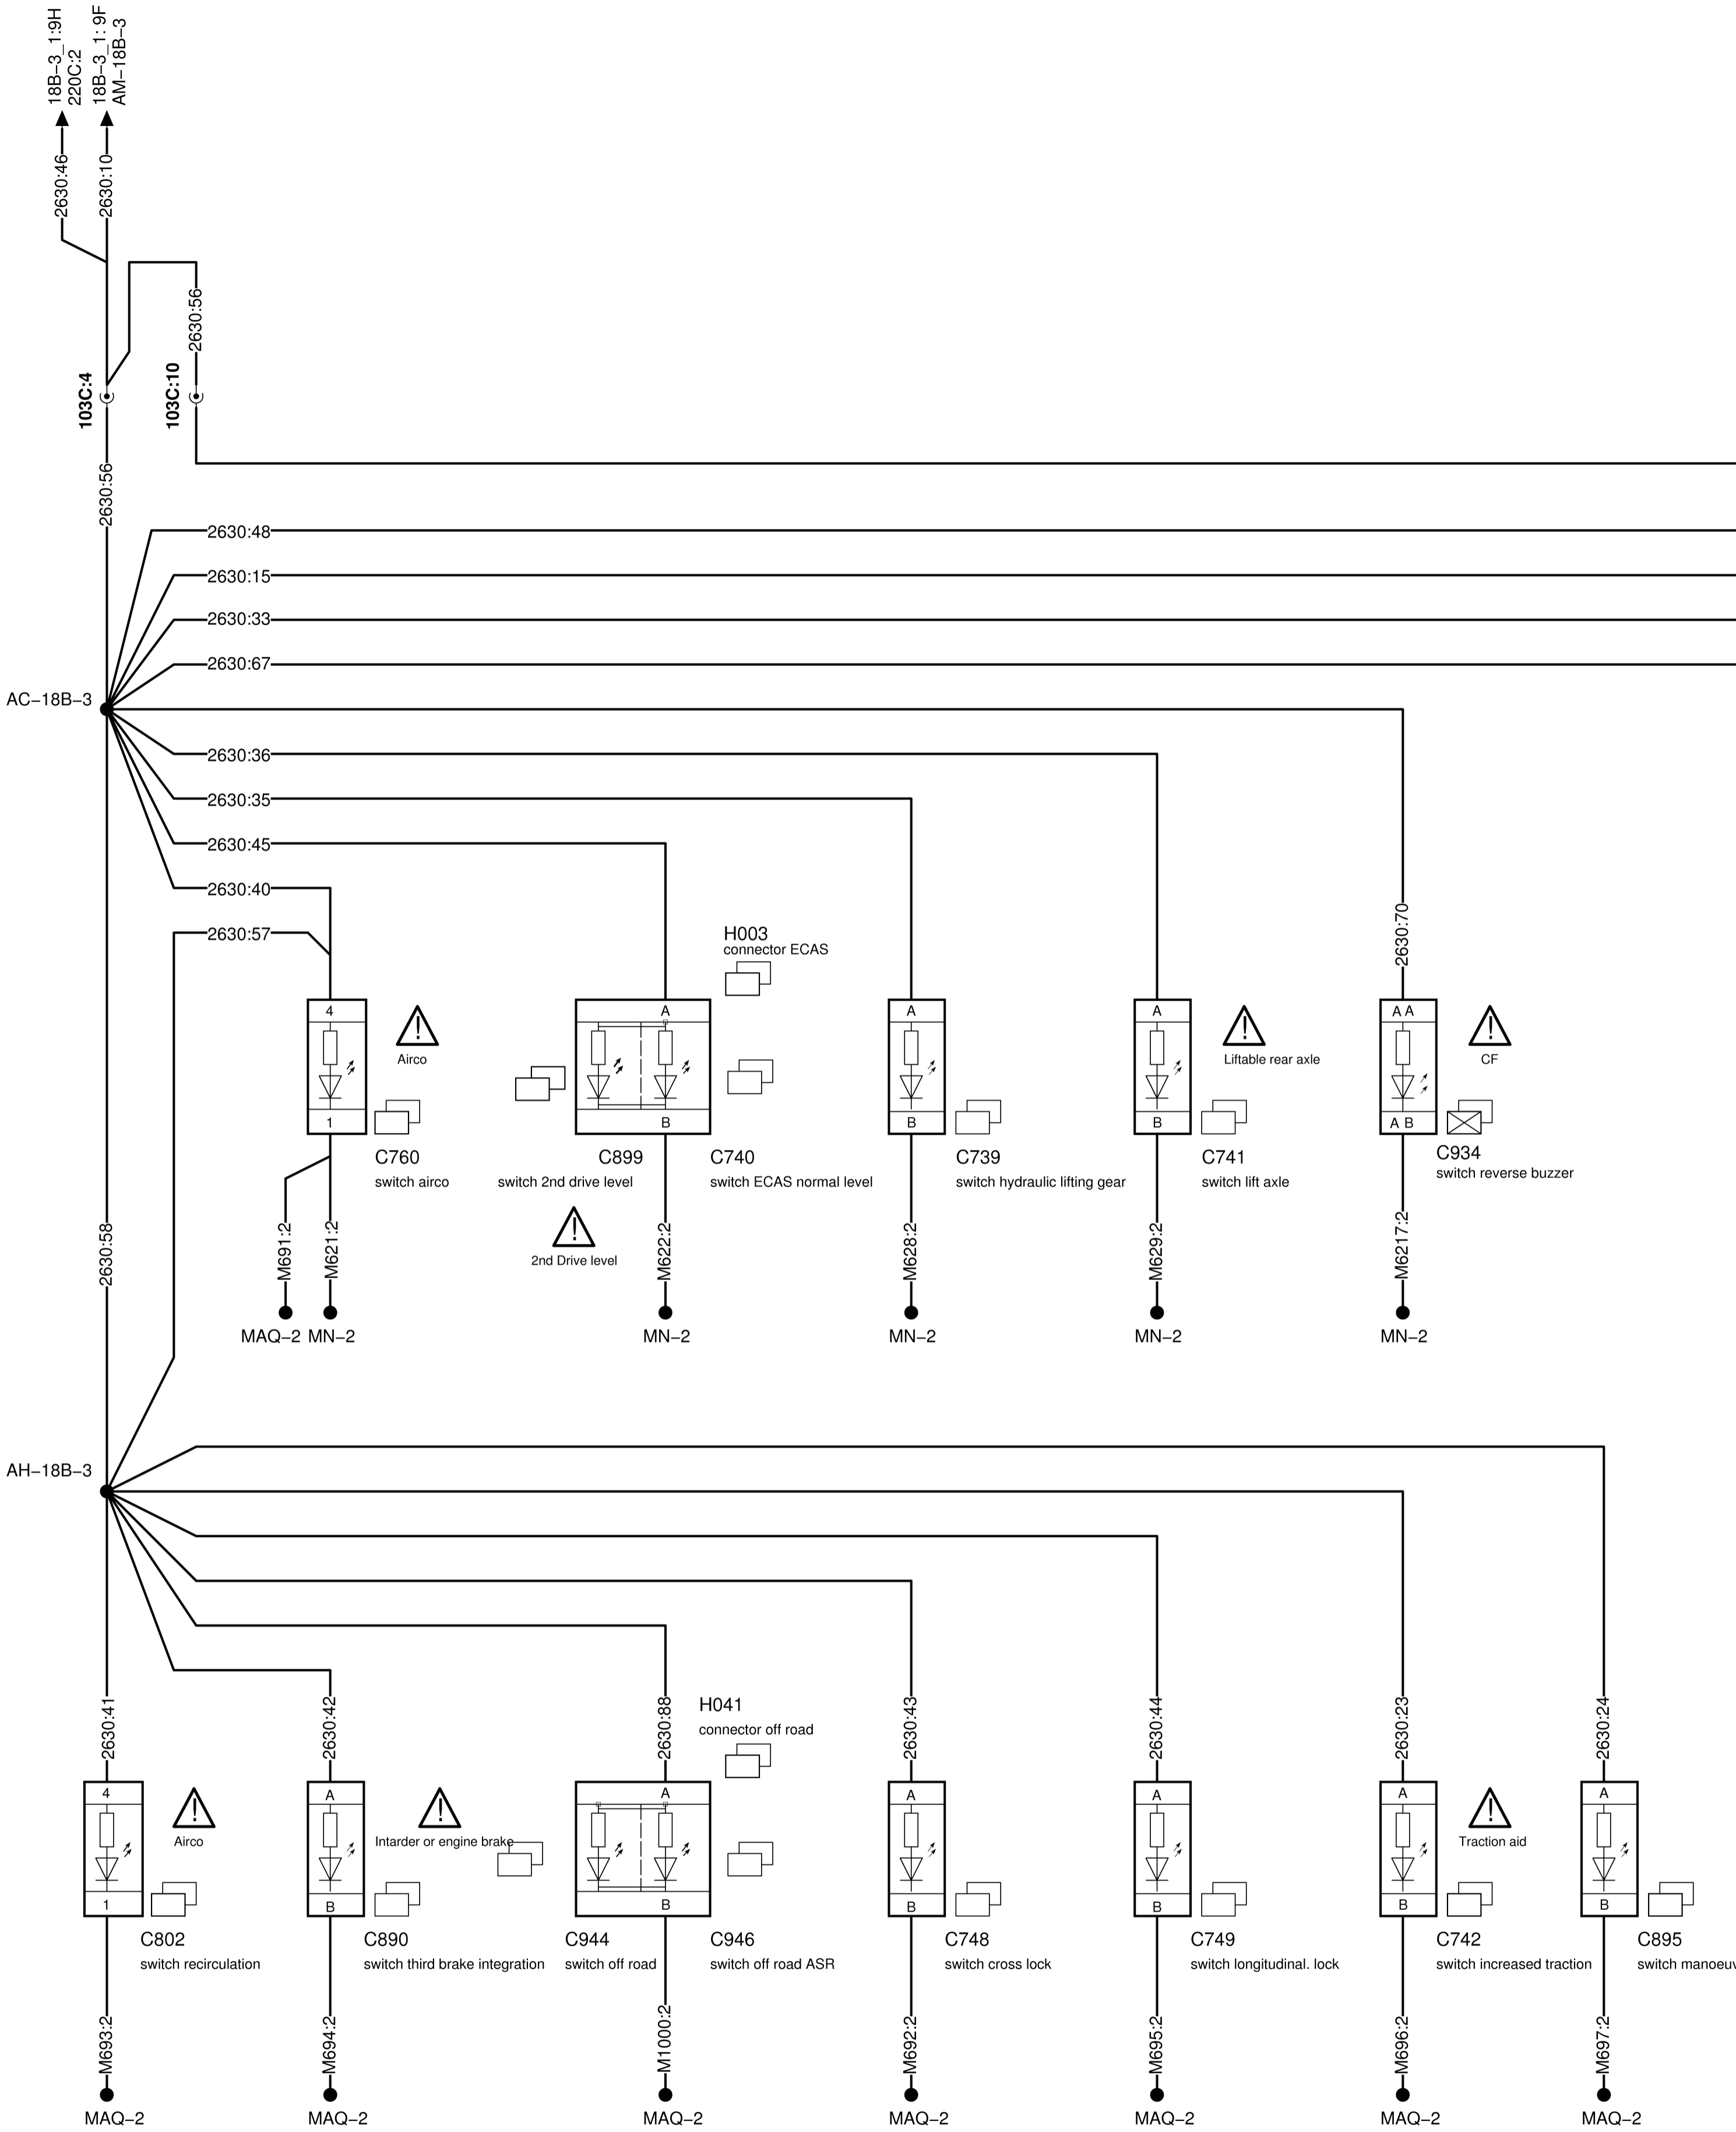 18B−3_1:9H
220C:2
18B−3_1: 9F
AM−18B−3
2630:46
2630:10
2630:56
103C:4
103C:10
2630:56
2630:48
2630:15
2630:33
2630:67
AC−18B−3
2630:36
2630:35
2630:45
2630:40
2630:57
2630:70
H003
connector ECAS
4
1
Airco
C760
switch airco
A
B
C899
switch 2nd drive level
2nd Drive level
C740
switch ECAS normal level
A
B
C739
switch hydraulic lifting gear
A
B
Liftable rear axle
C741
switch lift axle
A A
A B
CF
C934
switch reverse buzzer
2630:58
M691:2
M621:2
M622:2
M628:2
M629:2
M6217:2
MAQ−2
MN−2
MN−2
MN−2
MN−2
MN−2
AH−18B−3
2630:41
2630:42
2630:88
2630:43
2630:44
2630:23
2630:24
H041
connector off road
4
1
Airco
C802
switch recirculation
A
B
Intarder or engine brake
C890
switch third brake integration
A
B
C944
switch off road
C946
switch off road ASR
A
B
C748
switch cross lock
A
B
C749
switch longitudinal. lock
A
B
Traction aid
C742
switch increased traction
A
B
C895
switch manoeuv
M693:2
M694:2
M1000:2
M692:2
M695:2
M696:2
M697:2
MAQ−2
MAQ−2
MAQ−2
MAQ−2
MAQ−2
MAQ−2
MAQ−2